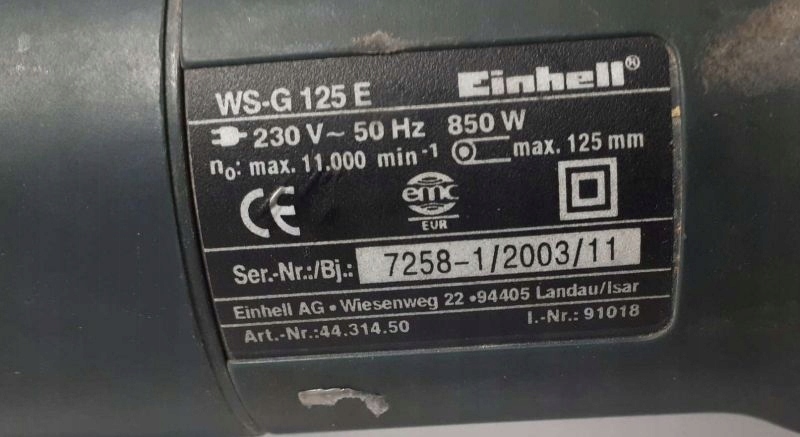 WS-G 125 E Einhell®
230 V~ 50 Hz 850 W
n₀: max. 11.000 min⁻¹ max. 125 mm
CE emc
EUR
Ser.-Nr.:/Bj.: 7258-1/2003/11
Einhell AG • Wiesenweg 22 •94405 Landau/Isar
Art.-Nr.:44.314.50 I.-Nr.: 91018